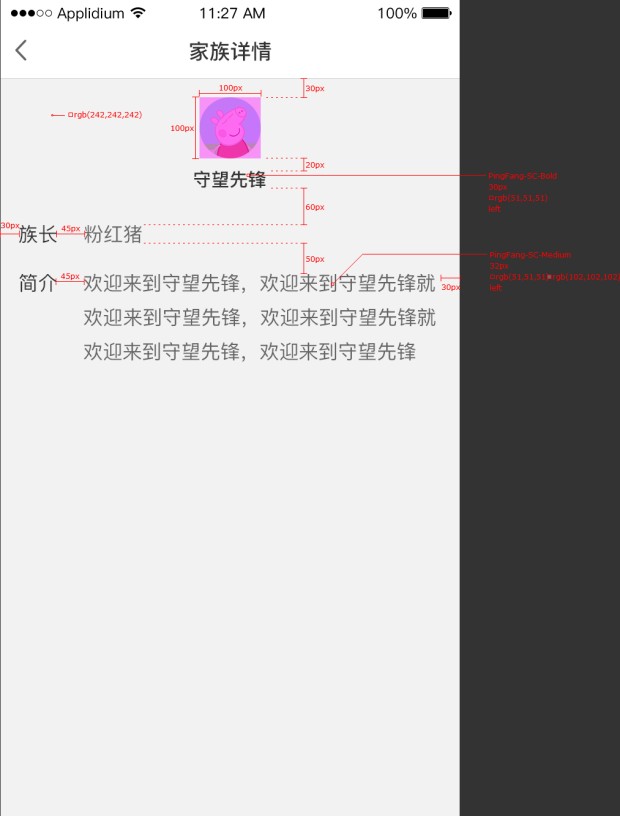 ●●●○○ Applidium 11:27 AM 100%
家族详情
30px
100px
rgb(242,242,242)
100px
20px
守望先锋
PingFang-SC-Bold
30px
rgb(51,51,51)
left
60px
30px
族长 45px 粉红猪
50px
PingFang-SC-Medium
32px
rgb(51,51,51) rgb(102,102,102)
left
简介 45px 欢迎来到守望先锋，欢迎来到守望先锋就 30px
欢迎来到守望先锋，欢迎来到守望先锋就
欢迎来到守望先锋，欢迎来到守望先锋